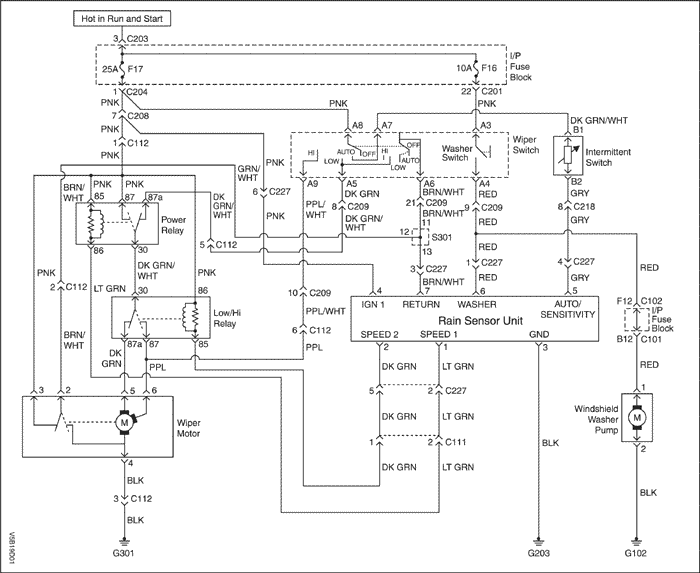 Hot in Run and Start
3 C203
I/P
Fuse
Block
25A F17
10A F16
1 C204
22 C201
PNK
PNK
PNK
7 C208
PNK
1 C112
PNK
A8
A7
A3
DK GRN/WHT
B1
HI
AUTO
OFF
LOW
OFF
AUTO
LOW
Washer
Switch
Wiper
Switch
Intermittent
Switch
B2
A9
A5
A6
A4
BRN/
WHT
PNK
PNK
GRN/
WHT
6 C227
PNK
PPL/
WHT
DK GRN
8 C209
DK GRN/
WHT
BRN/WHT
21 C209
BRN/WHT
11
12
S301
13
RED
9 C209
RED
GRY
8 C218
GRY
85
87
87a
Power
Relay
86
30
DK
GRN/
WHT
5 C112
3 C227
BRN/WHT
1 C227
RED
4 C227
GRY
RED
PNK
2 C112
LT GRN
DK GRN/
WHT
PNK
30
86
Low/Hi
Relay
87a 87
85
10 C209
PPL/WHT
6 C112
PPL
4
7
6
5
IGN 1
RETURN
WASHER
AUTO/
SENSITIVITY
Rain Sensor Unit
SPEED 2
SPEED 1
GND
2
1
3
F12 C102
I/P
Fuse
Block
B12 C101
RED
BRN/
WHT
DK
GRN
PPL
DK GRN
LT GRN
5
2 C227
DK GRN
LT GRN
1
2 C111
DK GRN
LT GRN
3
2
5
6
M
Wiper
Motor
4
BLK
3 C112
BLK
G301
BLK
G203
1
Windshield
Washer
Pump
M
2
BLK
G102
V5B19D01